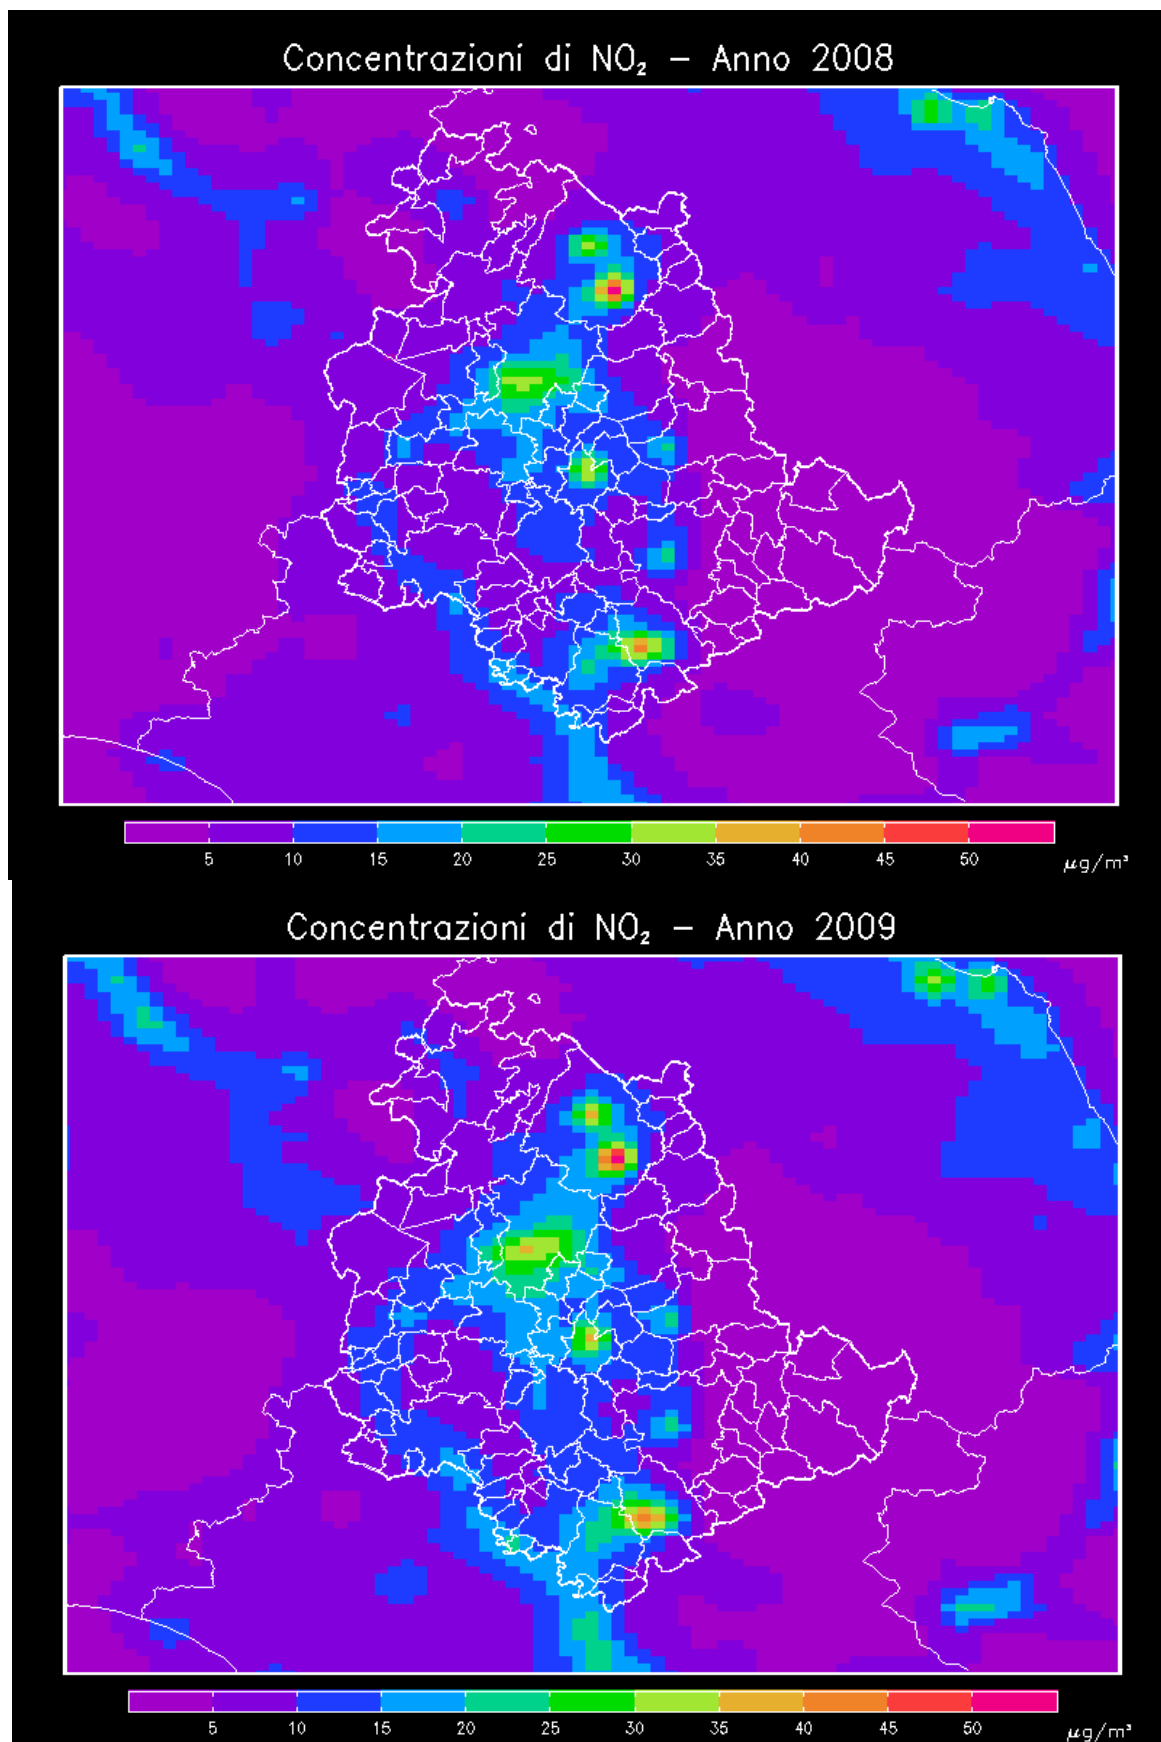 Concentrazioni di NO₂ – Anno 2008
5 10 15 20 25 30 35 40 45 50 μg/m³
Concentrazioni di NO₂ – Anno 2009
5 10 15 20 25 30 35 40 45 50 μg/m³